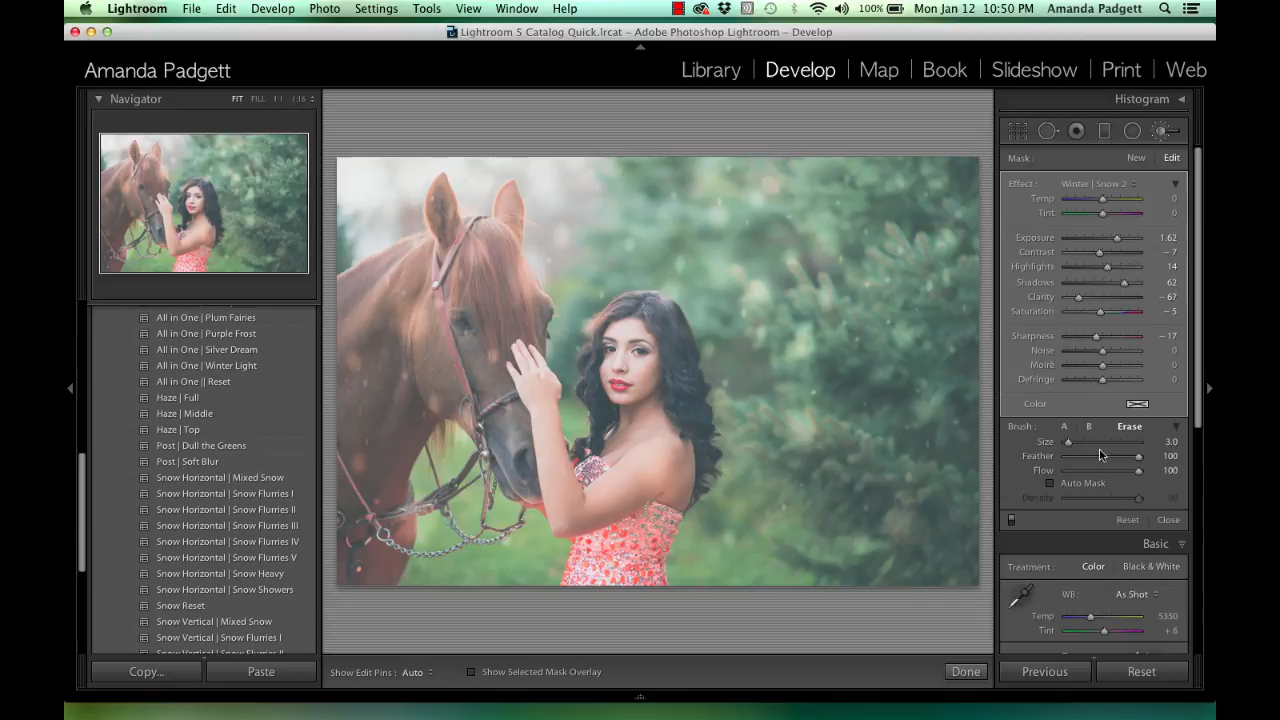 Lightroom File Edit Develop Photo Settings Tools View Window Help 100% Mon Jan 12 10:50 PM Amanda Padgett
Lightroom 5 Catalog Quick.lrcat – Adobe Photoshop Lightroom – Develop
Amanda Padgett
Library | Develop | Map | Book | Slideshow | Print | Web
Navigator FIT FILL 1:1 1:16
Histogram
Mask : New Edit
Effect : Winter | Snow 2
Temp 0
Tint 0
Exposure 1.62
Contrast – 7
Highlights 14
Shadows 62
Clarity – 67
Saturation – 5
Sharpness – 17
Noise 0
Moiré 0
Defringe 0
Color
Brush : A B Erase
Size 3.0
Feather 100
Flow 100
Auto Mask
Density
Reset Close
Basic
Treatment : Color Black & White
WB : As Shot
Temp 5350
Tint + 6
All in One | Plum Fairies
All in One | Purple Frost
All in One | Silver Dream
All in One | Winter Light
All in One || Reset
Haze | Full
Haze | Middle
Haze | Top
Post | Dull the Greens
Post | Soft Blur
Snow Horizontal | Mixed Snow
Snow Horizontal | Snow Flurries I
Snow Horizontal | Snow Flurries II
Snow Horizontal | Snow Flurries III
Snow Horizontal | Snow Flurries IV
Snow Horizontal | Snow Flurries V
Snow Horizontal | Snow Heavy
Snow Horizontal | Snow Showers
Snow Reset
Snow Vertical | Mixed Snow
Snow Vertical | Snow Flurries I
Snow Vertical | Snow Flurries II
Copy... Paste
Show Edit Pins : Auto Show Selected Mask Overlay Done
Previous Reset